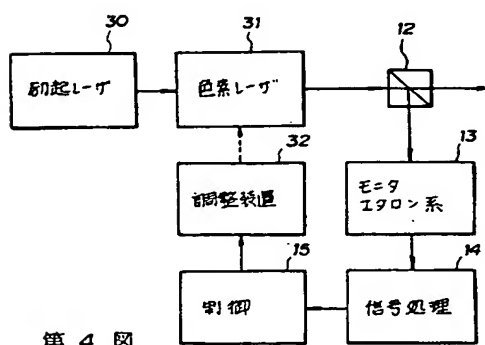 30
励起レーザ
31
色素レーザ
12
32
調整装置
13
モニタ
エタロン系
15
制御
14
信号処理
第4図